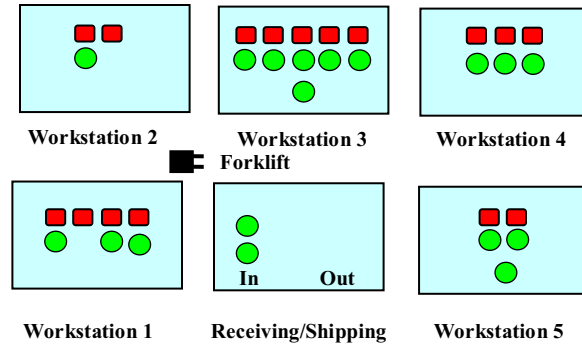 Workstation 2
Workstation 3
Workstation 4
Forklift
In
Out
Workstation 1
Receiving/Shipping
Workstation 5